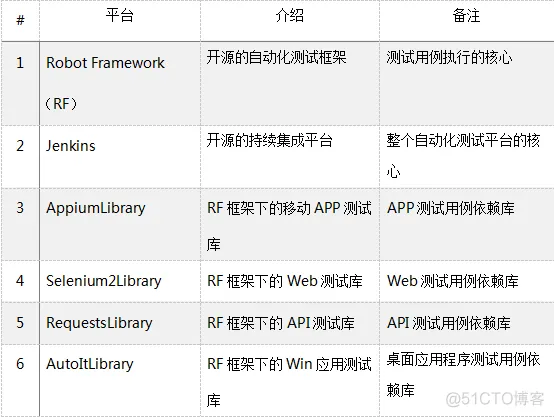 # 平台 介绍 备注
1 Robot Framework 开源的自动化测试框架 测试用例执行的核心
（RF）
2 Jenkins 开源的持续集成平台 整个自动化测试平台的核
心
3 AppiumLibrary RF 框架下的移动 APP 测试 APP 测试用例依赖库
库
4 Selenium2Library RF 框架下的 Web 测试库 Web 测试用例依赖库
5 RequestsLibrary RF 框架下的 API 测试库 API 测试用例依赖库
6 AutoItLibrary RF 框架下的 Win 应用测试 桌面应用程序测试用例依
库 赖库
@51CTO博客